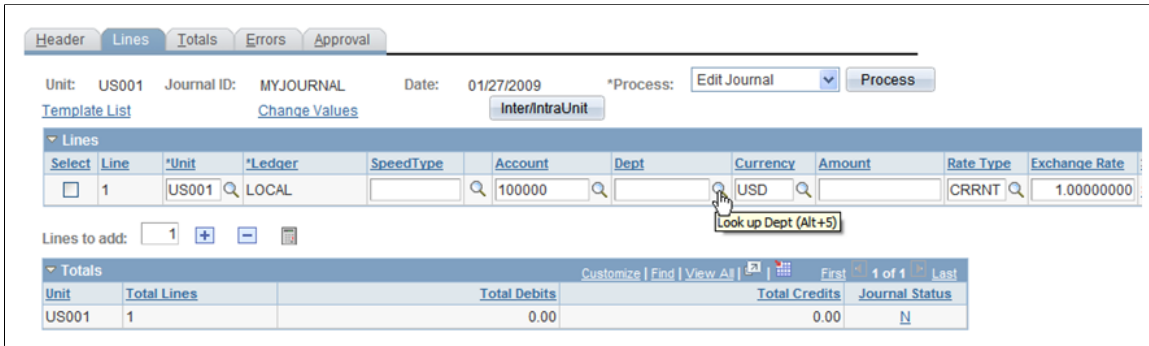 Header Lines Totals Errors Approval
Unit: US001 Journal ID: MYJOURNAL Date: 01/27/2009 *Process: Edit Journal Process
Template List Change Values Inter/IntraUnit
Lines
Select Line *Unit *Ledger SpeedType Account Dept Currency Amount Rate Type Exchange Rate
1 US001 LOCAL 100000 USD CRRNT 1.00000000
Look up Dept (Alt+5)
Lines to add: 1
Totals Customize | Find | View All | | First 1 of 1 Last
Unit Total Lines Total Debits Total Credits Journal Status
US001 1 0.00 0.00 N